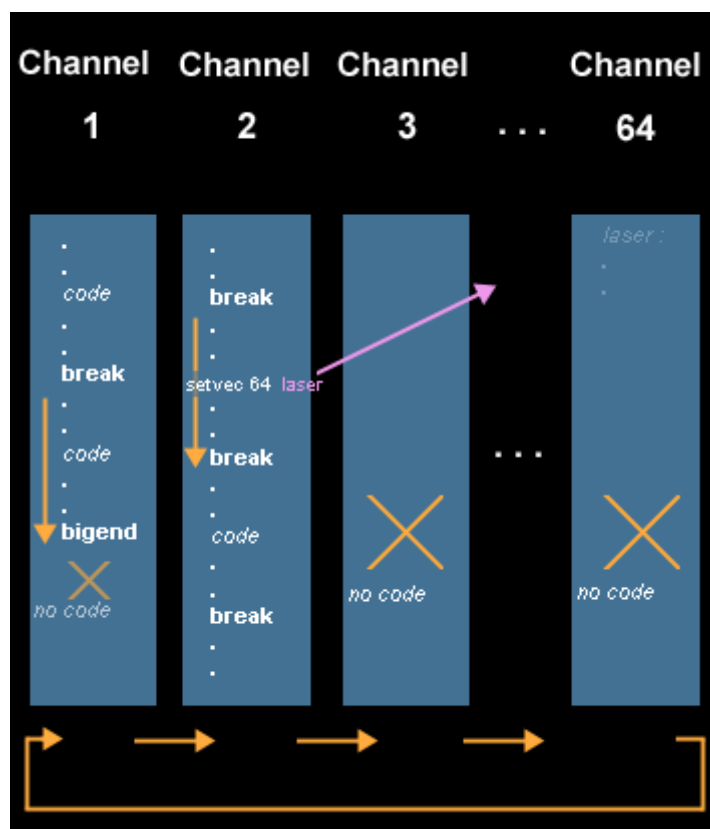 Channel Channel Channel Channel
1 2 3 . . . 64
.
.
code
.
.
break
.
.
code
.
.
bigend
no code
.
.
break
.
.
setvec 64 laser
.
.
break
.
.
code
.
.
break
.
.
no code
. . .
laser :
.
.
no code